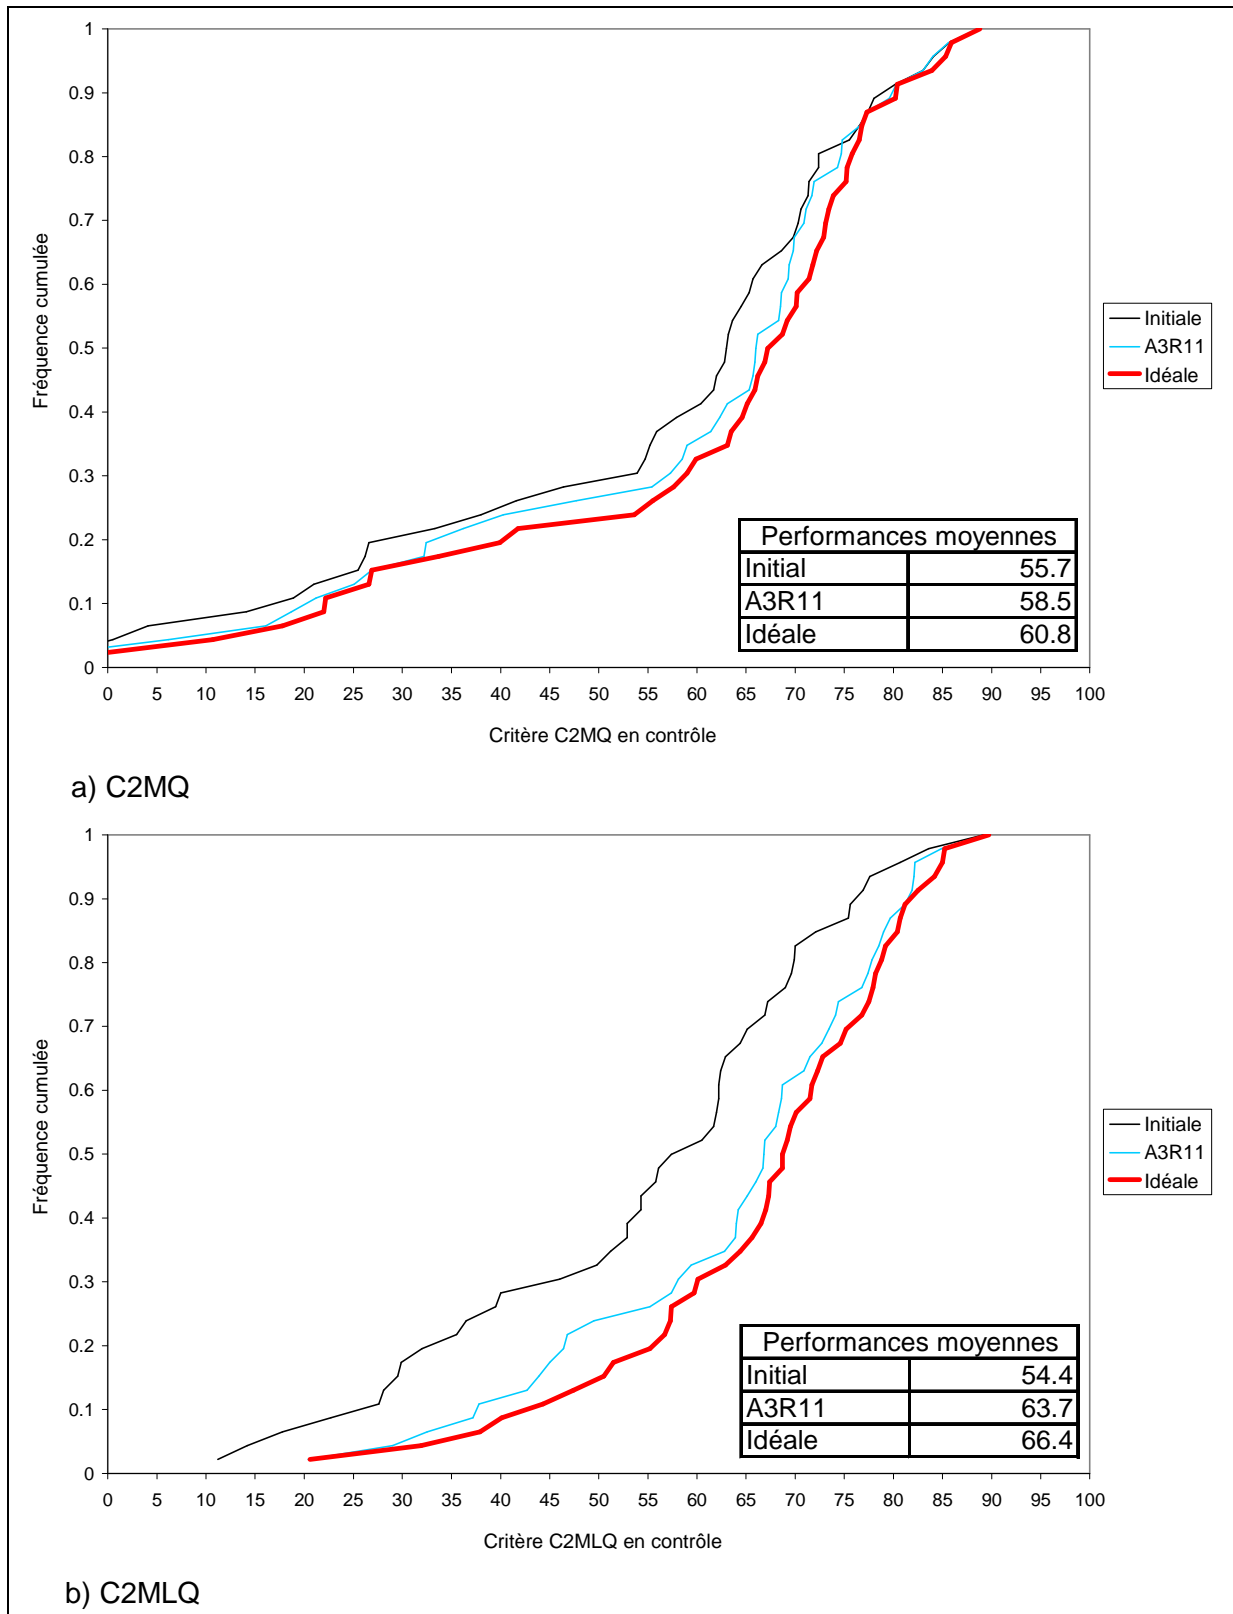 1
0.9
0.8
0.7
0.6
0.5
0.4
0.3
0.2
0.1
0
Fréquence cumulée
0 5 10 15 20 25 30 35 40 45 50 55 60 65 70 75 80 85 90 95 100
Critère C2MQ en contrôle
Initiale
A3R11
Idéale
Performances moyennes
Initial 55.7
A3R11 58.5
Idéale 60.8
a) C2MQ
1
0.9
0.8
0.7
0.6
0.5
0.4
0.3
0.2
0.1
0
Fréquence cumulée
0 5 10 15 20 25 30 35 40 45 50 55 60 65 70 75 80 85 90 95 100
Critère C2MLQ en contrôle
Initiale
A3R11
Idéale
Performances moyennes
Initial 54.4
A3R11 63.7
Idéale 66.4
b) C2MLQ